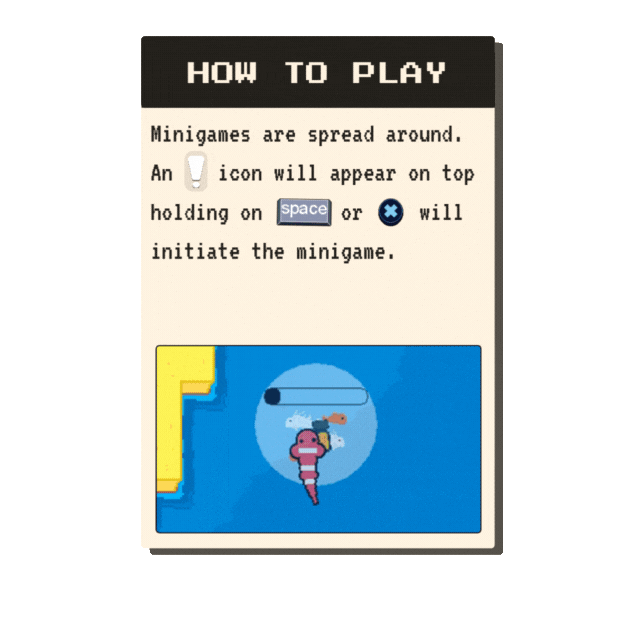 HOW TO PLAY
Minigames are spread around.
An ! icon will appear on top
holding on space or ✖ will
initiate the minigame.